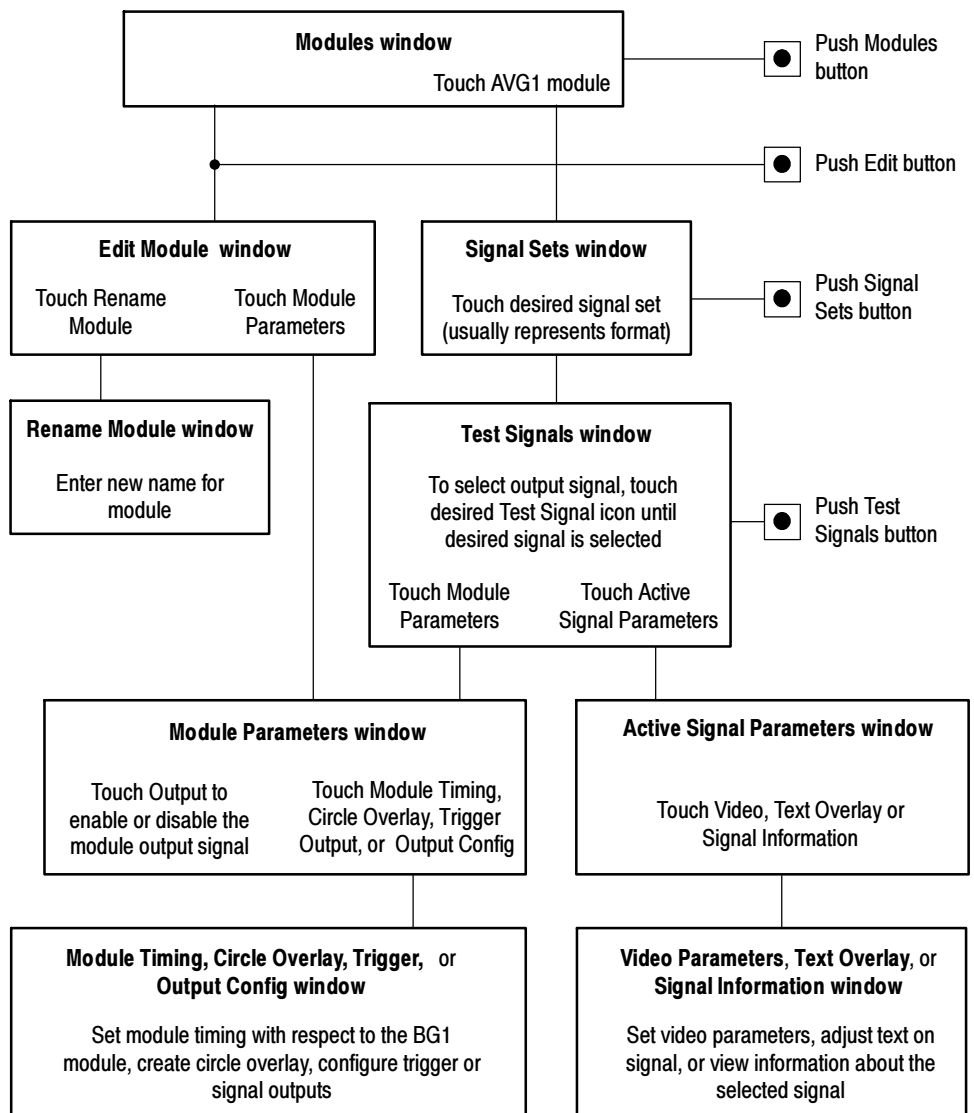 Modules window
Touch AVG1 module
Push Modules
button
Push Edit button
Edit Module window
Touch Rename
Module
Touch Module
Parameters
Signal Sets window
Touch desired signal set
(usually represents format)
Push Signal
Sets button
Rename Module window
Enter new name for
module
Test Signals window
To select output signal, touch
desired Test Signal icon until
desired signal is selected
Touch Module
Parameters
Touch Active
Signal Parameters
Push Test
Signals button
Module Parameters window
Touch Output to
enable or disable the
module output signal
Touch Module Timing,
Circle Overlay, Trigger
Output, or Output Config
Active Signal Parameters window
Touch Video, Text Overlay or
Signal Information
Module Timing, Circle Overlay, Trigger, or
Output Config window
Set module timing with respect to the BG1
module, create circle overlay, configure trigger or
signal outputs
Video Parameters, Text Overlay, or
Signal Information window
Set video parameters, adjust text on
signal, or view information about the
selected signal